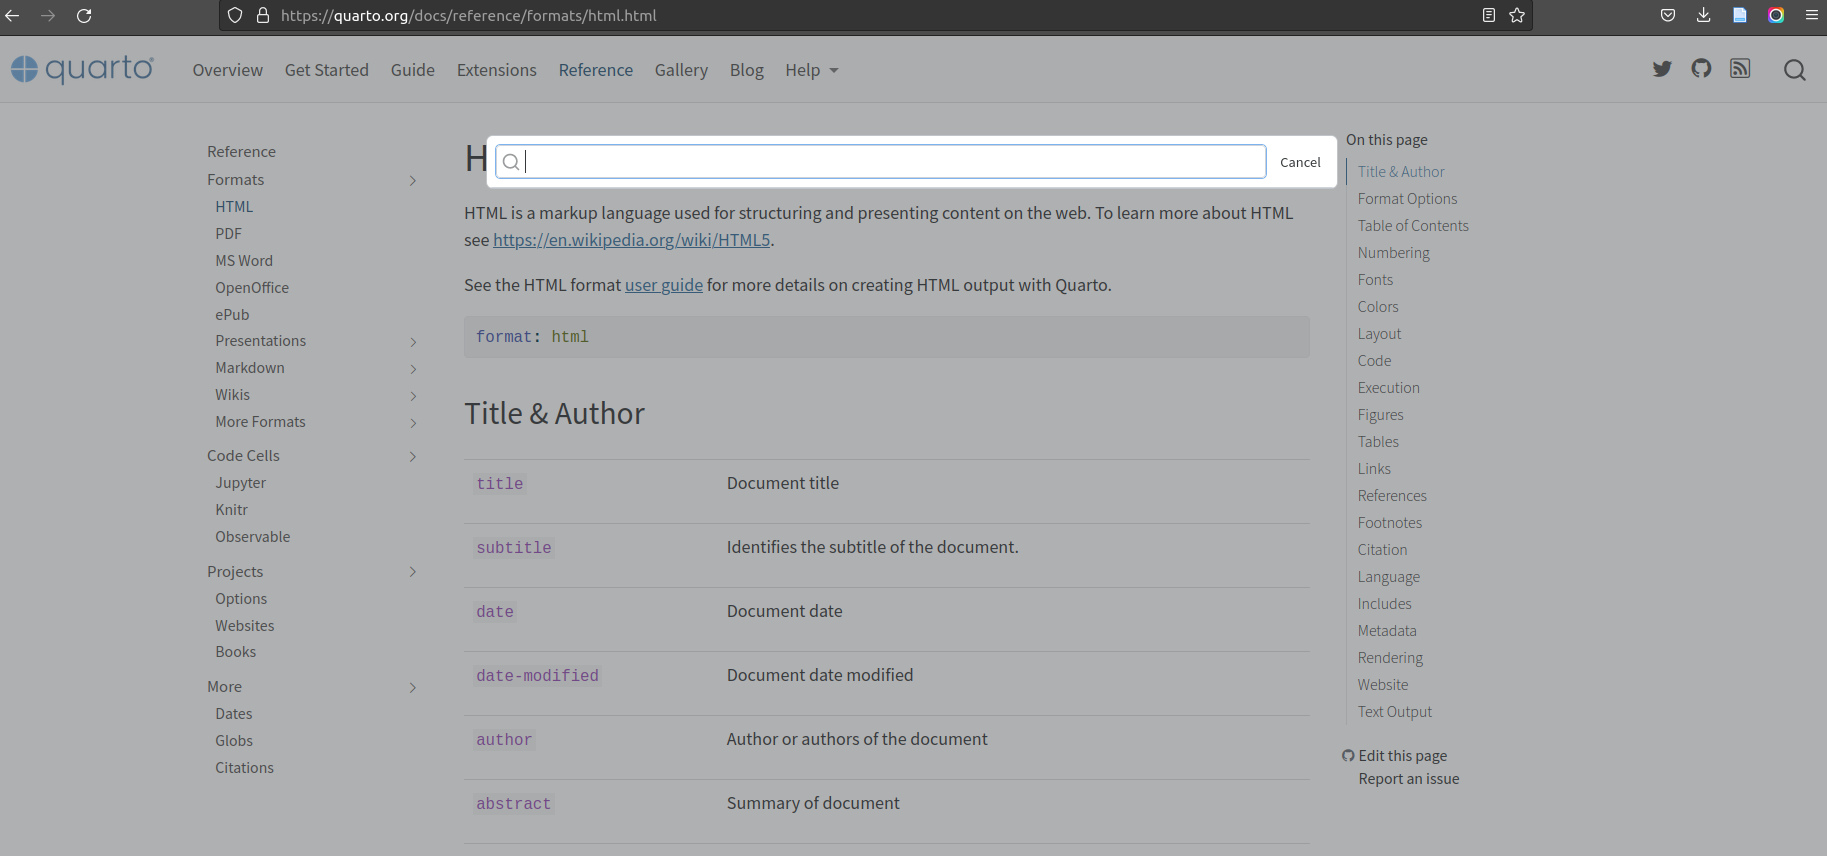 https://quarto.org/docs/reference/formats/html.html
quarto
Overview Get Started Guide Extensions Reference Gallery Blog Help
Cancel
Reference
Formats
HTML
PDF
MS Word
OpenOffice
ePub
Presentations
Markdown
Wikis
More Formats
Code Cells
Jupyter
Knitr
Observable
Projects
Options
Websites
Books
More
Dates
Globs
Citations
H
HTML is a markup language used for structuring and presenting content on the web. To learn more about HTML
see https://en.wikipedia.org/wiki/HTML5.
See the HTML format user guide for more details on creating HTML output with Quarto.
format: html
Title & Author
title Document title
subtitle Identifies the subtitle of the document.
date Document date
date-modified Document date modified
author Author or authors of the document
abstract Summary of document
On this page
Title & Author
Format Options
Table of Contents
Numbering
Fonts
Colors
Layout
Code
Execution
Figures
Tables
Links
References
Footnotes
Citation
Language
Includes
Metadata
Rendering
Website
Text Output
Edit this page
Report an issue